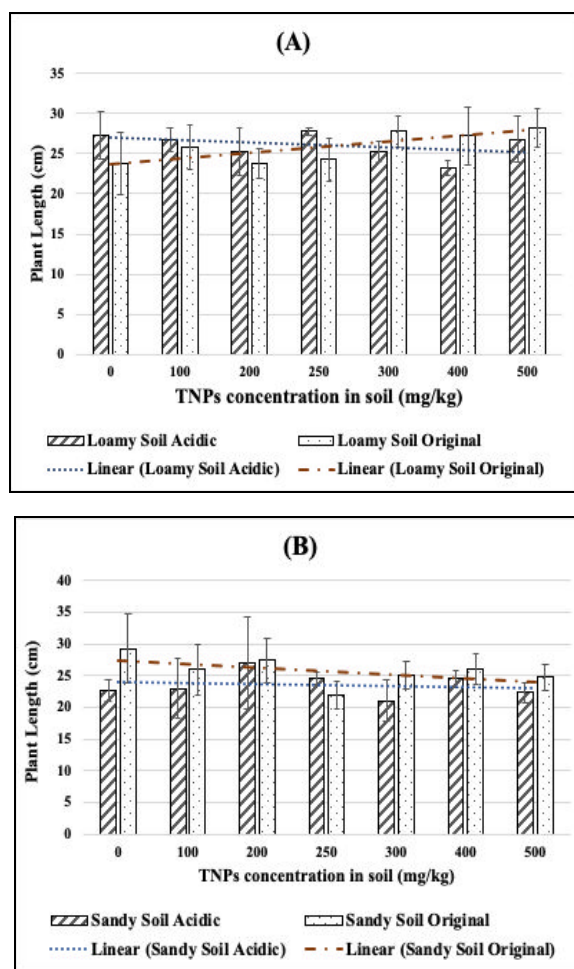 (A)
35
30
25
20
15
10
5
0
Plant Length (cm)
0 100 200 250 300 400 500
TNPs concentration in soil (mg/kg)
Loamy Soil Acidic Loamy Soil Original
Linear (Loamy Soil Acidic) Linear (Loamy Soil Original)
(B)
40
35
30
25
20
15
10
5
0
Plant Length (cm)
0 100 200 250 300 400 500
TNPs concentration in soil (mg/kg)
Sandy Soil Acidic Sandy Soil Original
Linear (Sandy Soil Acidic) Linear (Sandy Soil Original)